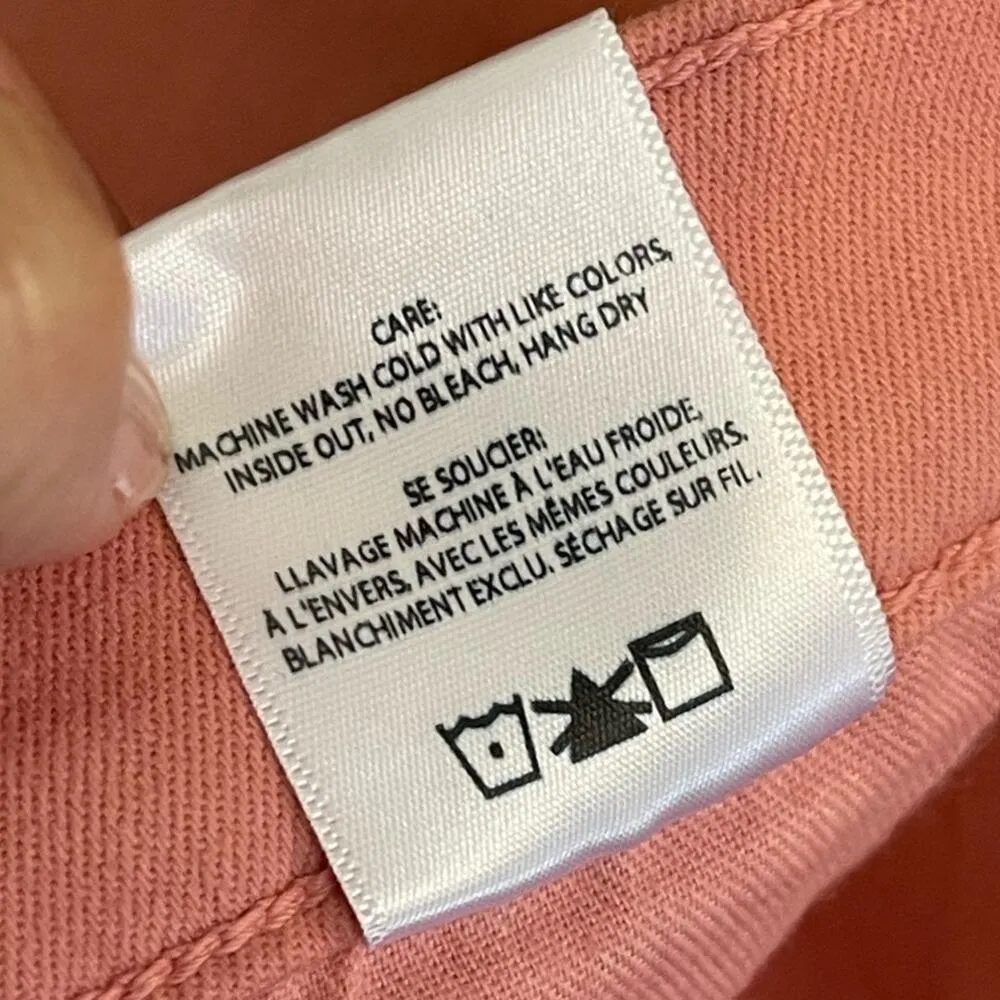 CARE:
MACHINE WASH COLD WITH LIKE COLORS,
INSIDE OUT, NO BLEACH, HANG DRY
SE SOUCIER:
LLAVAGE MACHINE À L'EAU FROIDE,
À L'ENVERS, AVEC LES MÊMES COULEURS.
BLANCHIMENT EXCLU. SÉCHAGE SUR FIL.